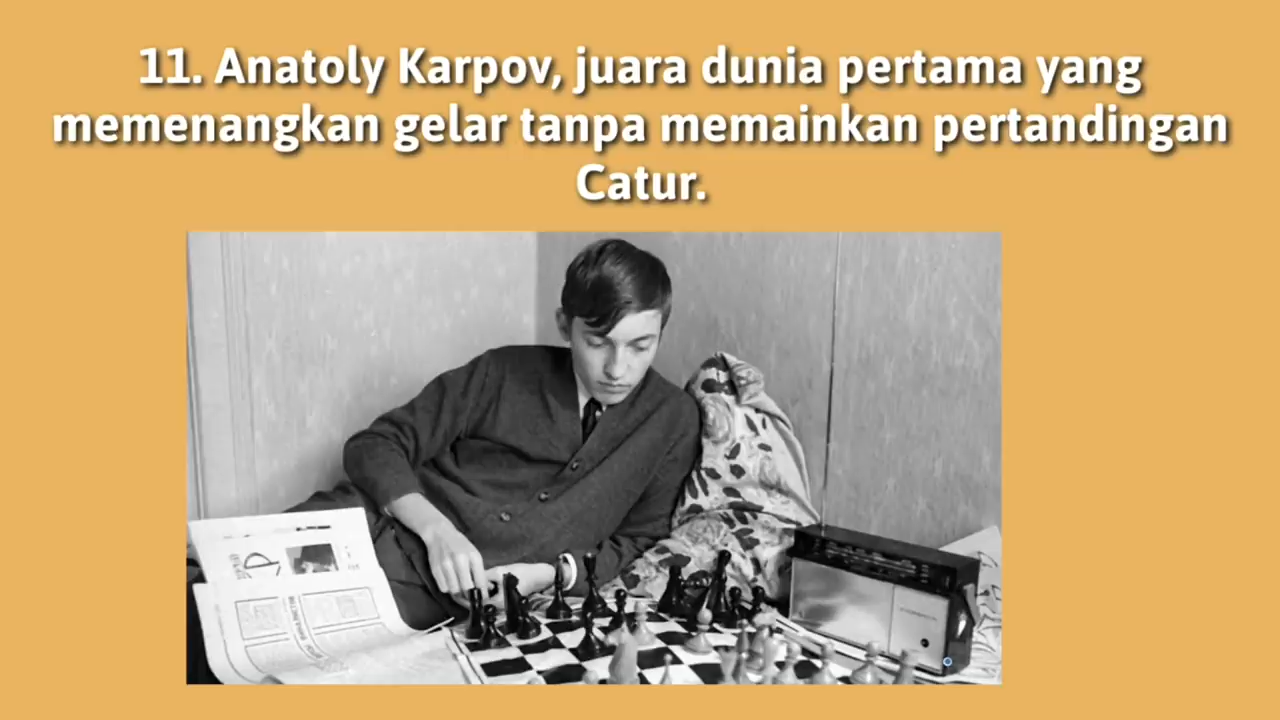 11. Anatoly Karpov, juara dunia pertama yang
memenangkan gelar tanpa memainkan pertandingan
Catur.